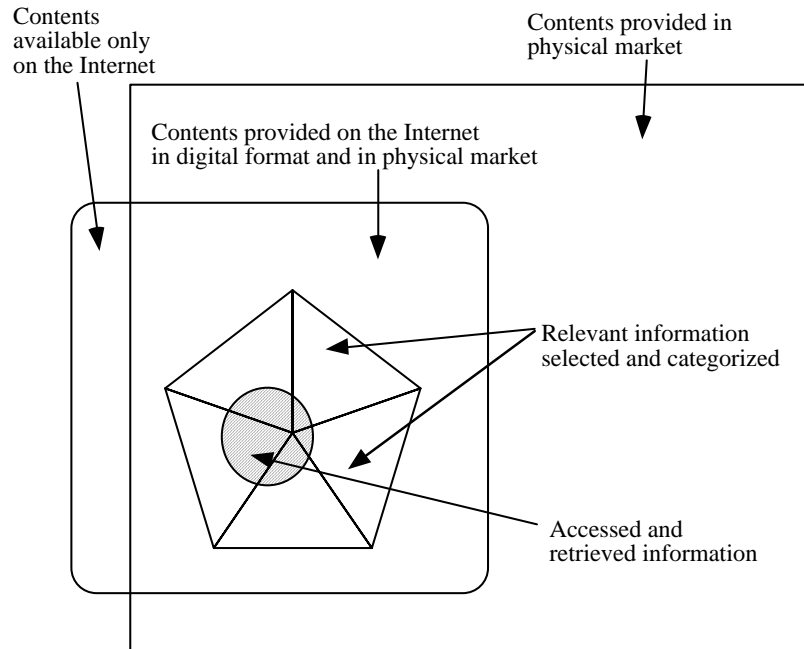 Contents
available only
on the Internet
Contents provided in
physical market
Contents provided on the Internet
in digital format and in physical market
Relevant information
selected and categorized
Accessed and
retrieved information